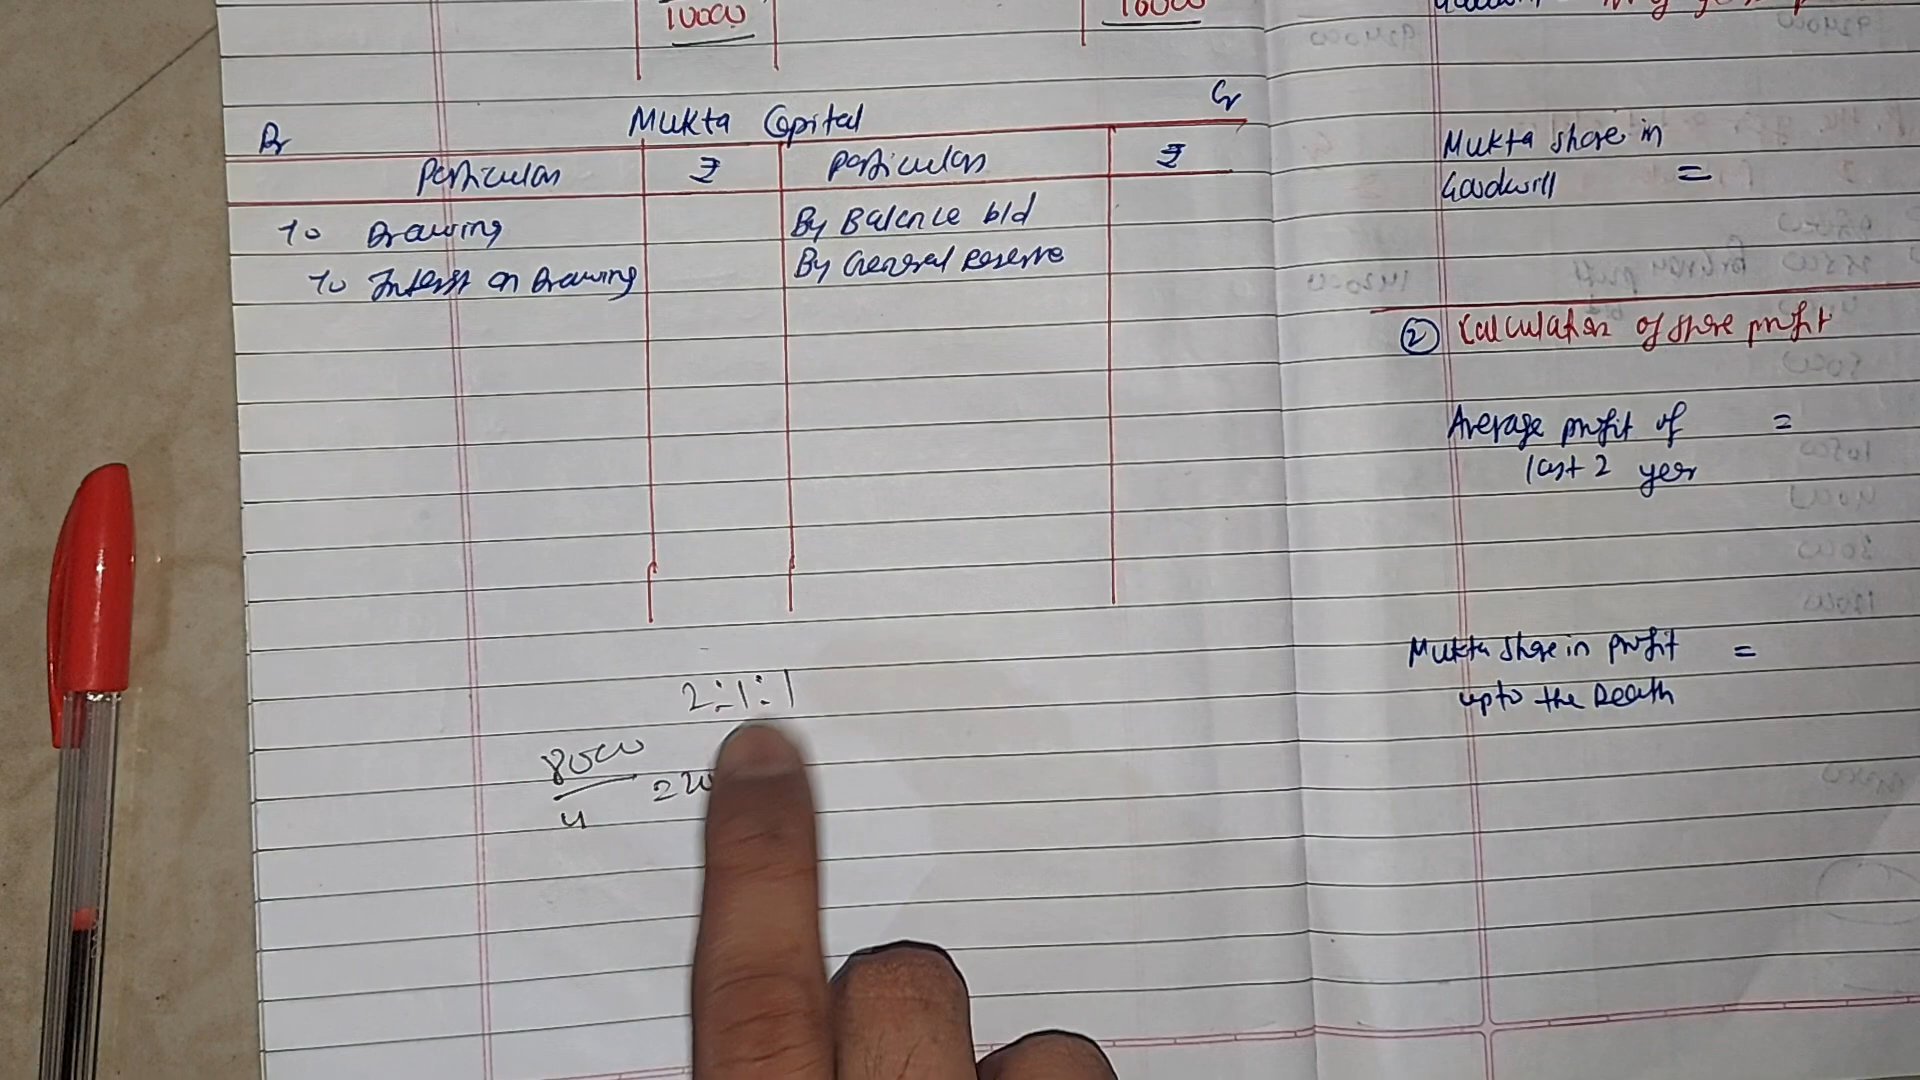 10000
10000
Mukta Capital
Dr
Cr
Particulars ₹ Particulars ₹
To Drawing
By Balance b/d
To Interest on Drawing
By General Reserve
2:1:1
8000
4
Mukta share in
Goodwill =
② Calculation of share profit
Average profit of =
last 2 year
Mukta share in profit =
upto the Death